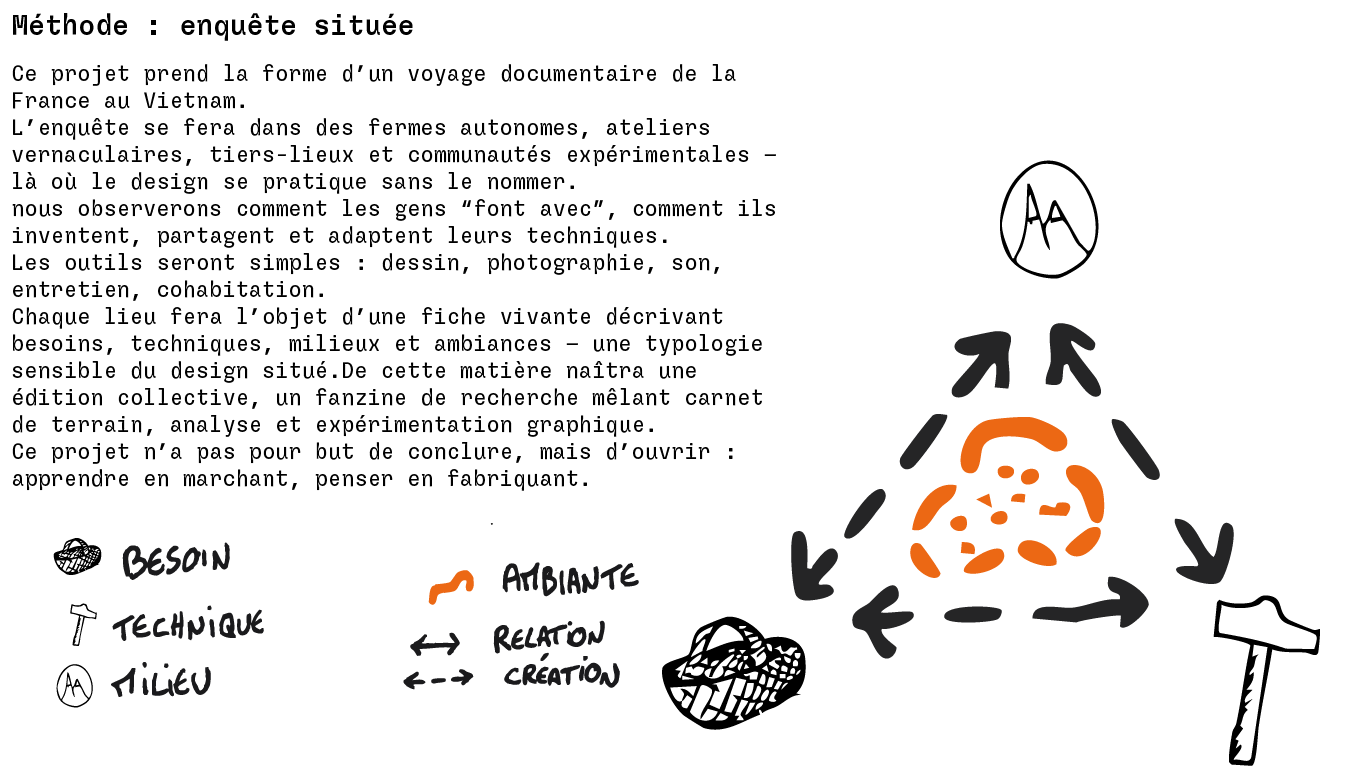 Méthode : enquête située
Ce projet prend la forme d’un voyage documentaire de la
France au Vietnam.
L’enquête se fera dans des fermes autonomes, ateliers
vernaculaires, tiers-lieux et communautés expérimentales —
là où le design se pratique sans le nommer.
nous observerons comment les gens “font avec”, comment ils
inventent, partagent et adaptent leurs techniques.
Les outils seront simples : dessin, photographie, son,
entretien, cohabitation.
Chaque lieu fera l’objet d’une fiche vivante décrivant
besoins, techniques, milieux et ambiances — une typologie
sensible du design situé.De cette matière naîtra une
édition collective, un fanzine de recherche mêlant carnet
de terrain, analyse et expérimentation graphique.
Ce projet n’a pas pour but de conclure, mais d’ouvrir :
apprendre en marchant, penser en fabriquant.
BESOIN
TECHNIQUE
MILIEU
AMBIANTE
RELATION
CRÉATION